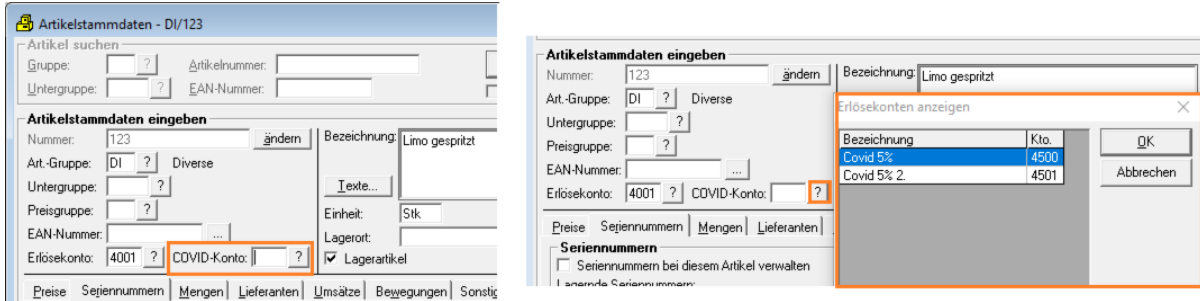 Artikelstammdaten - DI/123
Artikel suchen
Gruppe: ? Artikelnummer:
Untergruppe: ? EAN-Nummer:
Artikelstammdaten eingeben
Nummer: 123 ändern Bezeichnung: Limo gespritzt
Art.-Gruppe: DI ? Diverse
Untergruppe: ? Texte...
Preisgruppe: ? Einheit: Stk
EAN-Nummer: ... Lagerort:
Erlösekonto: 4001 ? COVID-Konto: ? Lagerartikel
Preise Seriennummern Mengen Lieferanten Umsätze Bewegungen
Artikelstammdaten eingeben
Nummer: 123 ändern Bezeichnung: Limo gespritzt
Art.-Gruppe: DI ? Diverse
Untergruppe: ?
Preisgruppe: ?
EAN-Nummer: ...
Erlösekonto: 4001 ? COVID-Konto: ?
Preise Seriennummern Mengen Lieferanten
Seriennummern
Seriennummern bei diesem Artikel verwalten
Lagernde Seriennummern:
Erlösekonten anzeigen
Bezeichnung Kto. OK
Covid 5% 4500
Covid 5% 2. 4501 Abbrechen